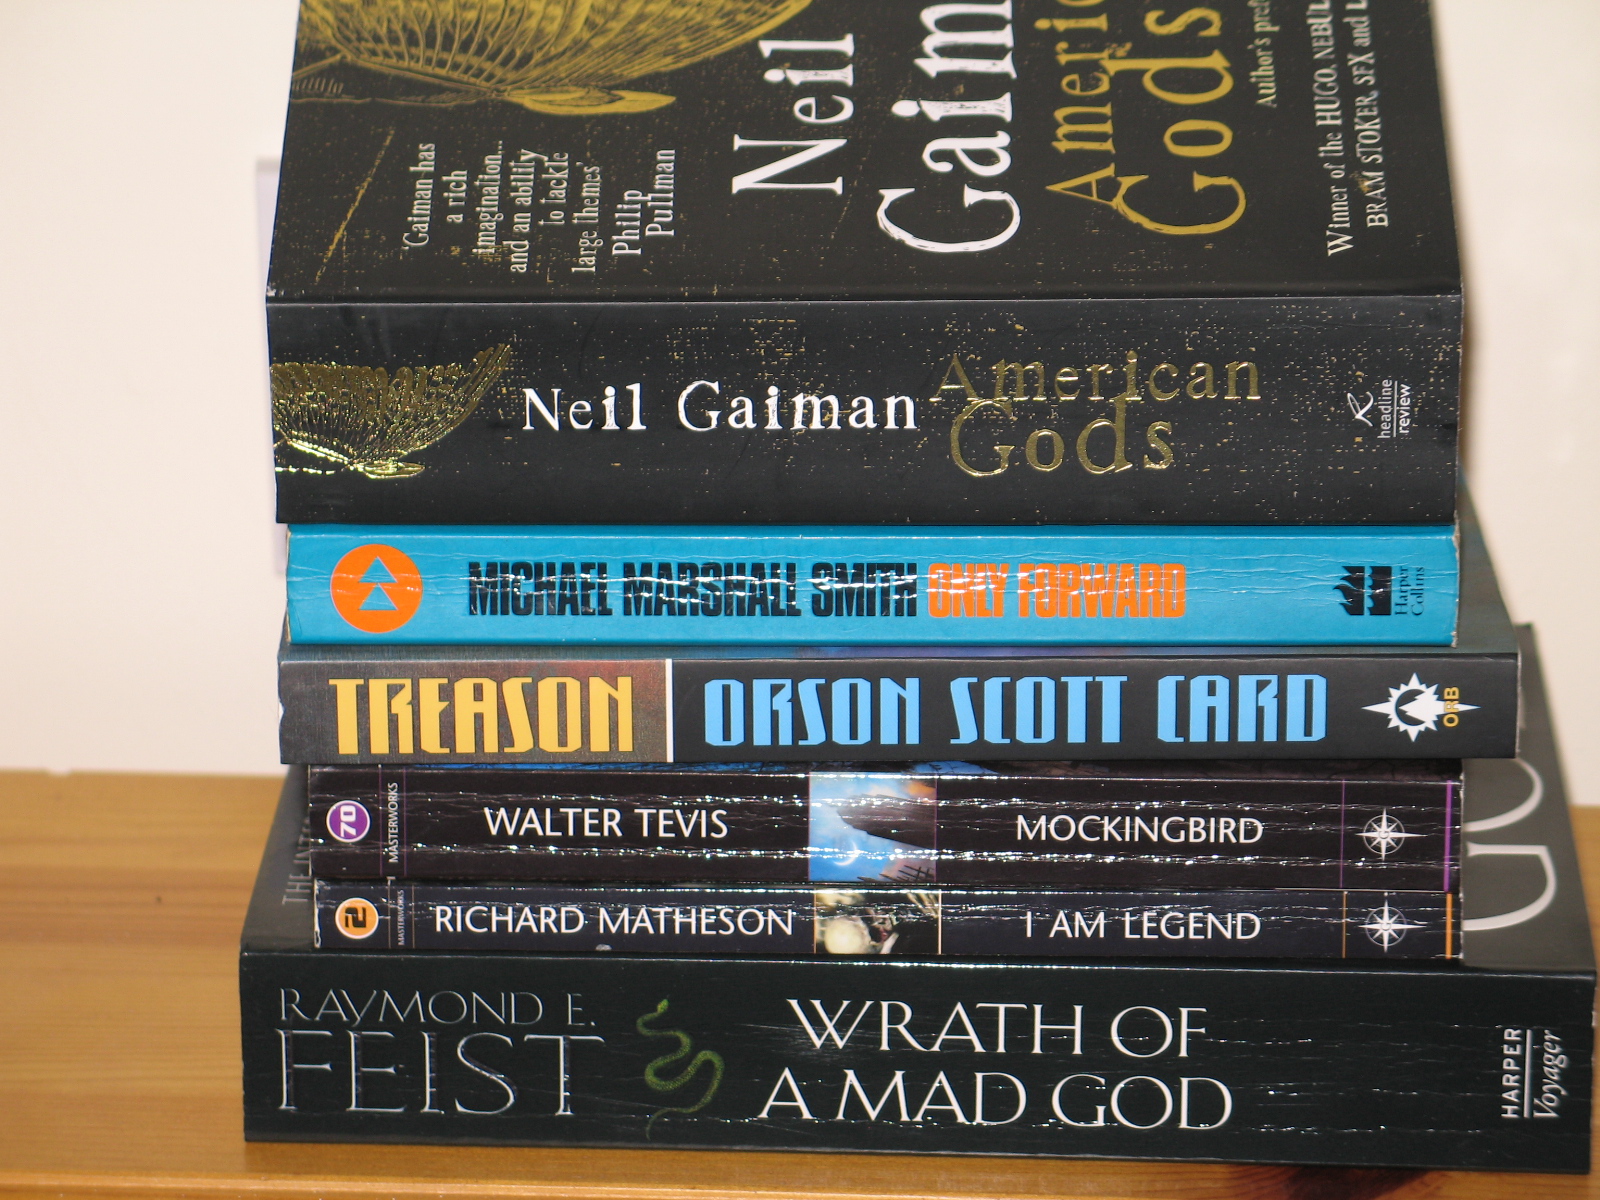 'Gaiman has
a rich
imagination...
and an ability
to tackle
large themes'
Philip
Pullman
Neil
Gaim
Americ
Gods
Author's pref
Winner of the HUGO, NEBUL
BRAM STOKER, SFX and L
Neil Gaiman
American
Gods
headline
review
MICHAEL MARSHALL SMITH ONLY FORWARD
Harper
Collins
TREASON
ORSON SCOTT CARD
ORB
70
MASTERWORKS
WALTER TEVIS
MOCKINGBIRD
2
MASTERWORKS
RICHARD MATHESON
I AM LEGEND
RAYMOND E.
FEIST
WRATH OF
A MAD GOD
HARPER
Voyager